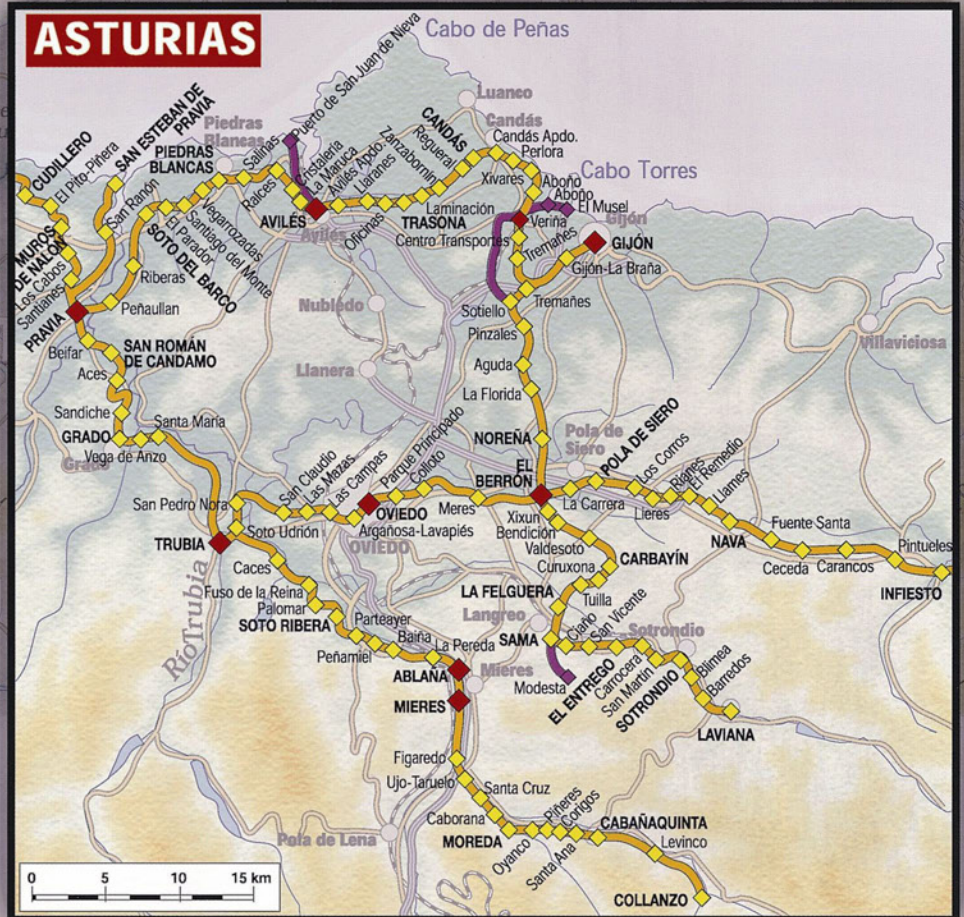 ASTURIAS
Cabo de Peñas
Puerto de San Juan de Nieva
Luanco
Candás
CANDÁS
Candás Apdo.
Perlora
Cabo Torres
SAN ESTEBAN DE
PRAVIA
Piedras
Blancas
PIEDRAS
BLANCAS
CUDILLERO
El Pito-Piñera
San Ranón
Salinas
Raíces
Cristalería
La Maruca
Avilés Apdo.
Llaranes
Zanzabornin
Regueral
Xivares
Aboño
Aboño
El Musel
Gijón
GIJÓN
AVILÉS
Avilés
Oficinas
TRASONA
Laminación
Veriña
Centro Transportes
Tremañes
Gijón-La Braña
Tremañes
Sotiello
MUROS
DE NALÓN
Los Cabos
Santianes
PRAVIA
SOTO DEL BARCO
El Parador
Santiago del Monte
Negarrozadas
Riberas
Peñaullan
Nubledo
Pinzales
Villaviciosa
Beifar
SAN ROMÁN
DE CANDAMO
Aces
Llanera
Aguda
La Florida
Sandiche
GRADO
Grado
Santa María
Vega de Anzo
NOREÑA
Pola de
Siero
POLA DE SIERO
EL
BERRÓN
San Claudio
Las Mazas
Las Campas
Parque Principado
Colloto
Meres
La Carrera
Los Corros
Lieres
Riames
El Remedio
Llames
San Pedro Nora
Soto Udrión
OVIEDO
Argañosa-Lavapiés
OVIEDO
Xixun
Bendición
Valdesoto
Curuxona
NAVA
Fuente Santa
Ceceda
Carancos
Pintueles
INFIESTO
TRUBIA
Río Trubia
Caces
Fuso de la Reina
Palomar
SOTO RIBERA
Parteayer
Peñamiel
Baiña
La Pereda
ABLAÑA
Mieres
MIERES
CARBAYÍN
LA FELGUERA
Tuilla
Langreo
SAMA
Ciaño
San Vicente
Sotrondio
Modesta
EL ENTREGO
Carrocera
San Martín
SOTRONDIO
Blimea
Barredos
LAVIANA
Figaredo
Ujo-Taruelo
Santa Cruz
Caborana
MOREDA
Oyanco
Piñeres
Santa Ana
Corigos
CABAÑAQUINTA
Levinco
COLLANZO
Pola de Lena
0 5 10 15 km